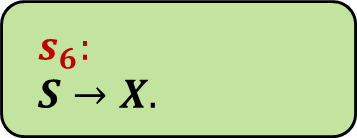 s₆:
S → X.